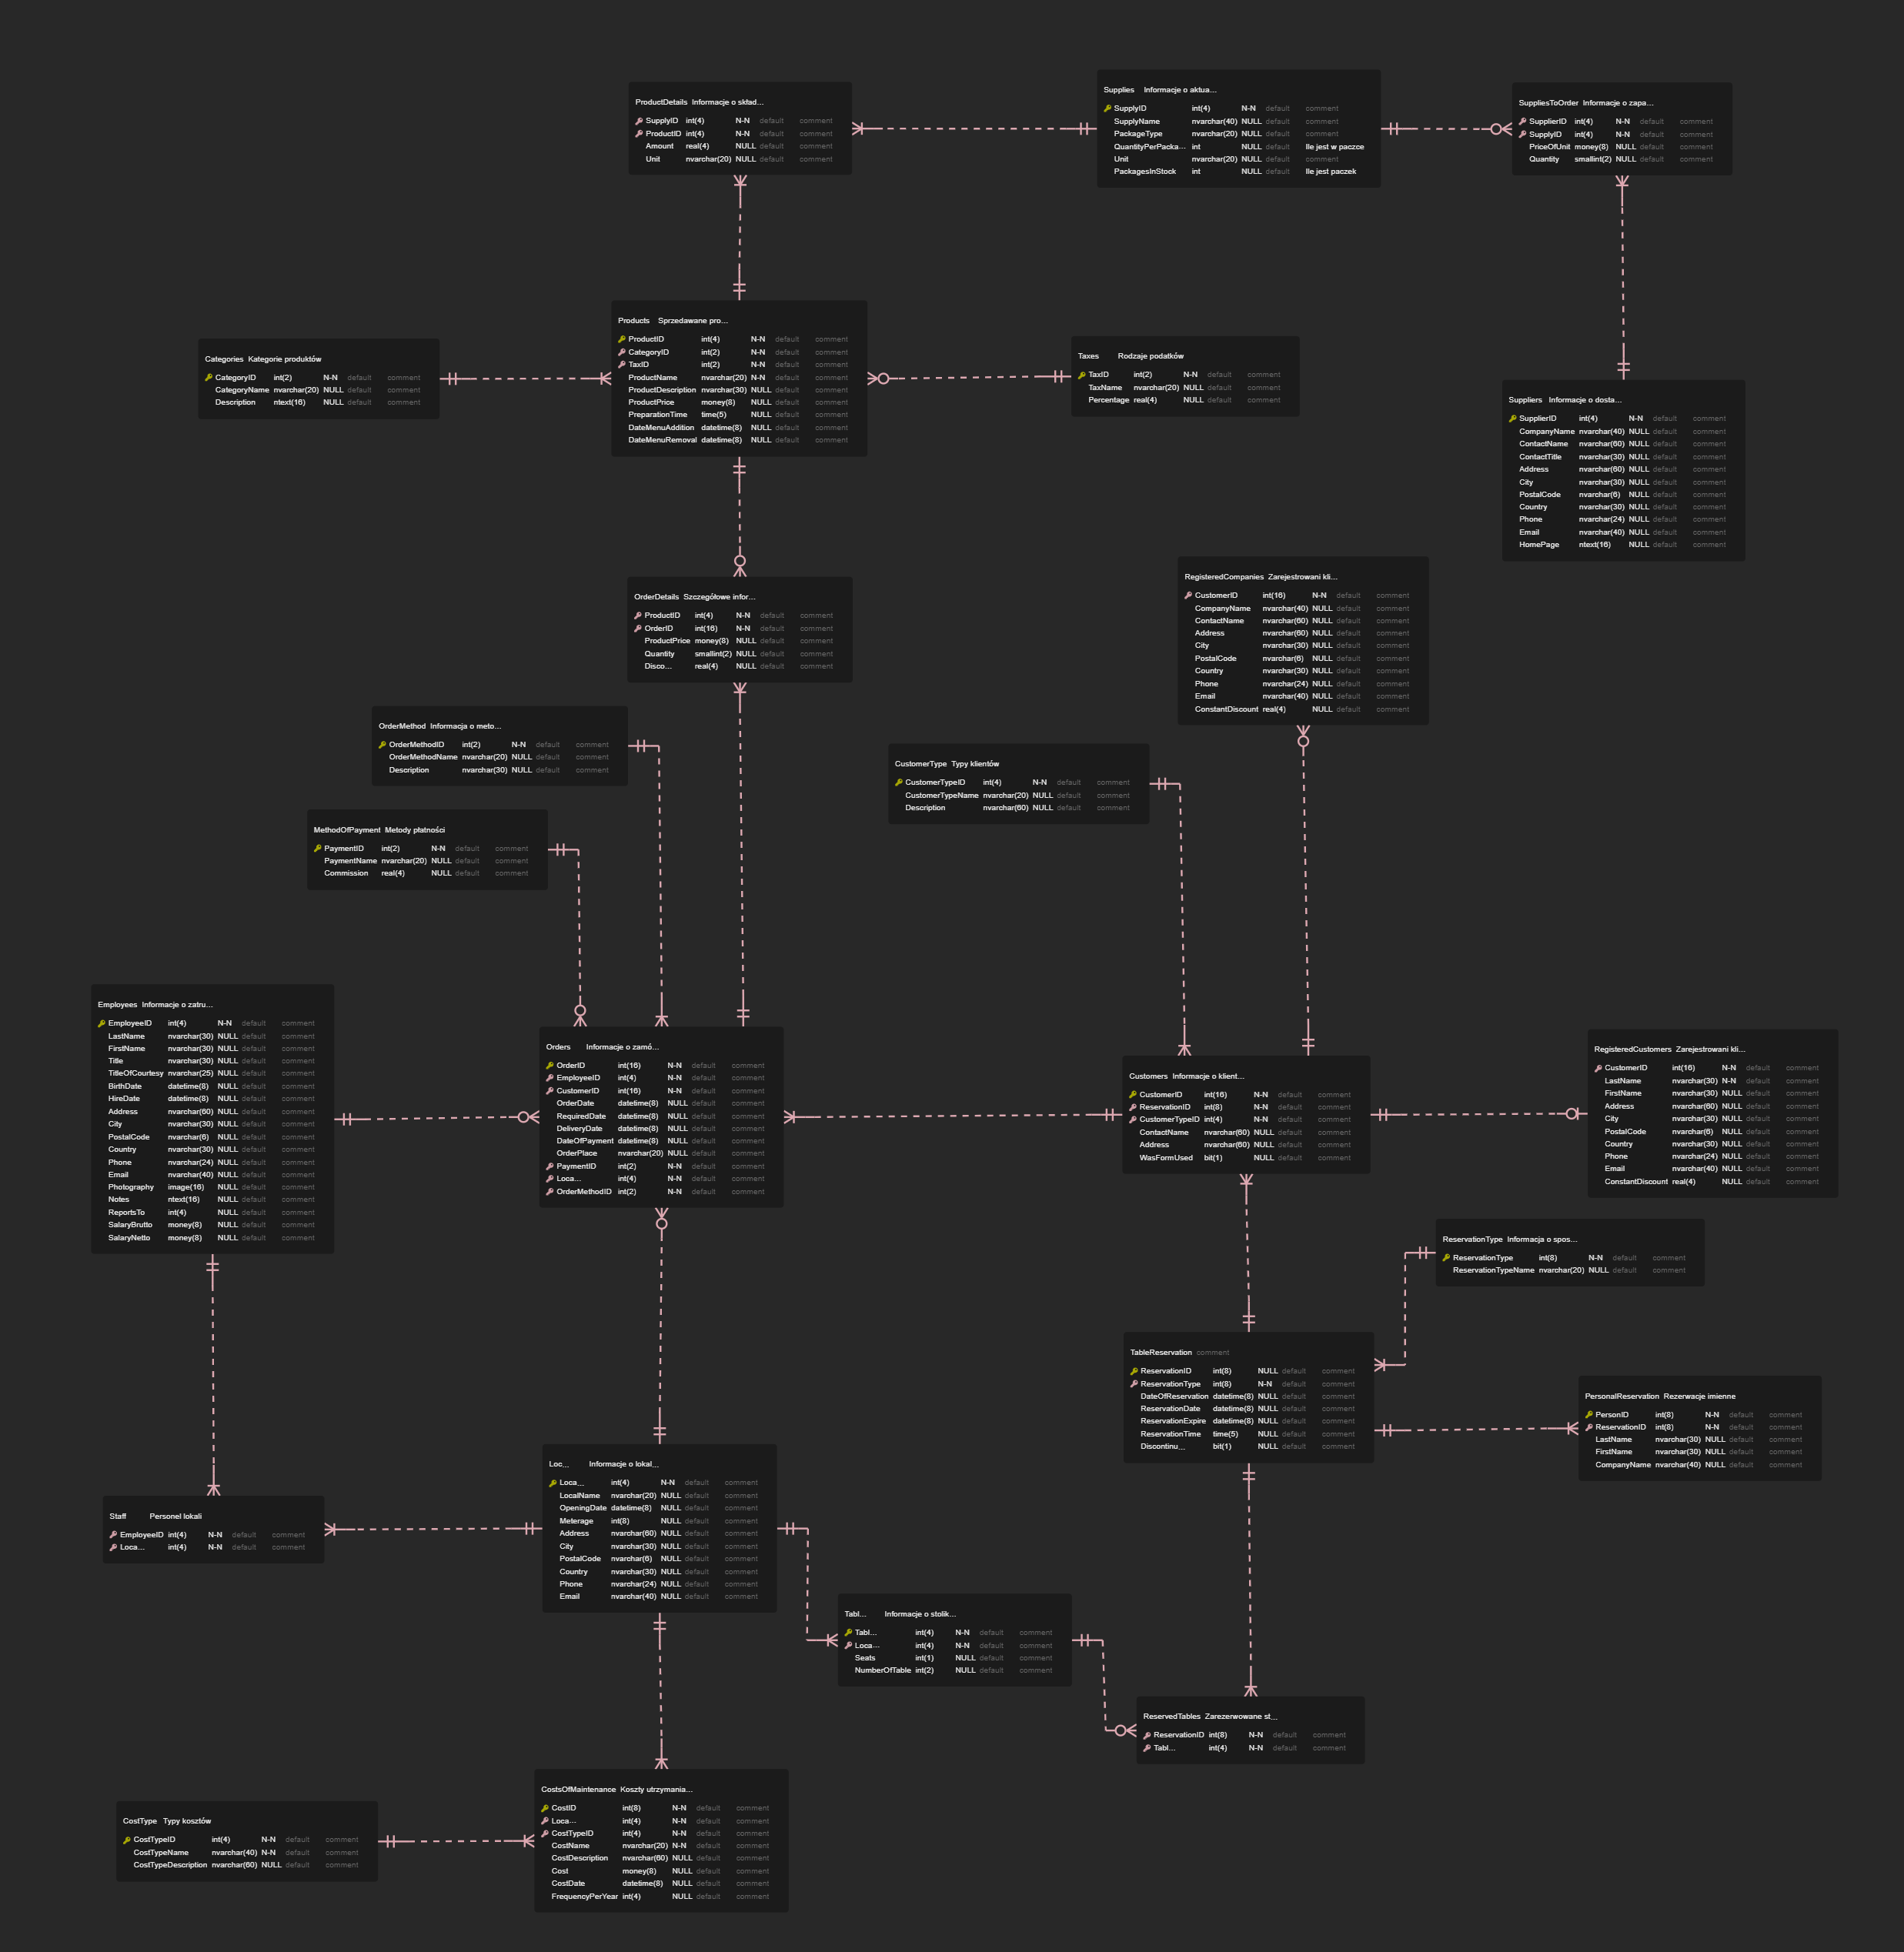 ProductDetails Informacje o skład...
SupplyID int(4) N-N default comment
ProductID int(4) N-N default comment
Amount real(4) NULL default comment
Unit nvarchar(20) NULL default comment
Supplies Informacje o aktua...
SupplyID int(4) N-N default comment
SupplyName nvarchar(40) NULL default comment
PackageType nvarchar(20) NULL default comment
QuantityPerPacka... int NULL default Ile jest w paczce
Unit nvarchar(20) NULL default comment
PackagesInStock int NULL default Ile jest paczek
SuppliesToOrder Informacje o zapa...
SupplierID int(4) N-N default comment
SupplyID int(4) N-N default comment
PriceOfUnit money(8) NULL default comment
Quantity smallint(2) NULL default comment
Products Sprzedawane pro...
ProductID int(4) N-N default comment
CategoryID int(2) N-N default comment
TaxID int(2) N-N default comment
ProductName nvarchar(20) N-N default comment
ProductDescription nvarchar(30) NULL default comment
ProductPrice money(8) NULL default comment
PreparationTime time(5) NULL default comment
DateMenuAddition datetime(8) NULL default comment
DateMenuRemoval datetime(8) NULL default comment
Categories Kategorie produktów
CategoryID int(2) N-N default comment
CategoryName nvarchar(20) NULL default comment
Description ntext(16) NULL default comment
Taxes Rodzaje podatków
TaxID int(2) N-N default comment
TaxName nvarchar(20) NULL default comment
Percentage real(4) NULL default comment
Suppliers Informacje o dosta...
SupplierID int(4) N-N default comment
CompanyName nvarchar(40) NULL default comment
ContactName nvarchar(60) NULL default comment
ContactTitle nvarchar(30) NULL default comment
Address nvarchar(60) NULL default comment
City nvarchar(30) NULL default comment
PostalCode nvarchar(6) NULL default comment
Country nvarchar(30) NULL default comment
Phone nvarchar(24) NULL default comment
Email nvarchar(40) NULL default comment
HomePage ntext(16) NULL default comment
OrderDetails Szczegółowe infor...
ProductID int(4) N-N default comment
OrderID int(16) N-N default comment
ProductPrice money(8) NULL default comment
Quantity smallint(2) NULL default comment
Disco... real(4) NULL default comment
RegisteredCompanies Zarejestrowani kli...
CustomerID int(16) N-N default comment
CompanyName nvarchar(40) NULL default comment
ContactName nvarchar(60) NULL default comment
Address nvarchar(60) NULL default comment
City nvarchar(30) NULL default comment
PostalCode nvarchar(6) NULL default comment
Country nvarchar(30) NULL default comment
Phone nvarchar(24) NULL default comment
Email nvarchar(40) NULL default comment
ConstantDiscount real(4) NULL default comment
OrderMethod Informacja o meto...
OrderMethodID int(2) N-N default comment
OrderMethodName nvarchar(20) NULL default comment
Description nvarchar(30) NULL default comment
CustomerType Typy klientów
CustomerTypeID int(4) N-N default comment
CustomerTypeName nvarchar(20) NULL default comment
Description nvarchar(60) NULL default comment
MethodOfPayment Metody płatności
PaymentID int(2) N-N default comment
PaymentName nvarchar(20) NULL default comment
Commission real(4) NULL default comment
Employees Informacje o zatru...
EmployeeID int(4) N-N default comment
LastName nvarchar(30) NULL default comment
FirstName nvarchar(30) NULL default comment
Title nvarchar(30) NULL default comment
TitleOfCourtesy nvarchar(25) NULL default comment
BirthDate datetime(8) NULL default comment
HireDate datetime(8) NULL default comment
Address nvarchar(60) NULL default comment
City nvarchar(30) NULL default comment
PostalCode nvarchar(6) NULL default comment
Country nvarchar(30) NULL default comment
Phone nvarchar(24) NULL default comment
Email nvarchar(40) NULL default comment
Photography image(16) NULL default comment
Notes ntext(16) NULL default comment
ReportsTo int(4) NULL default comment
SalaryBrutto money(8) NULL default comment
SalaryNetto money(8) NULL default comment
Orders Informacje o zamó...
OrderID int(16) N-N default comment
EmployeeID int(4) N-N default comment
CustomerID int(16) N-N default comment
OrderDate datetime(8) NULL default comment
RequiredDate datetime(8) NULL default comment
DeliveryDate datetime(8) NULL default comment
DateOfPayment datetime(8) NULL default comment
OrderPlace nvarchar(20) NULL default comment
PaymentID int(2) N-N default comment
Loca... int(4) N-N default comment
OrderMethodID int(2) N-N default comment
Customers Informacje o klient...
CustomerID int(16) N-N default comment
ReservationID int(8) N-N default comment
CustomerTypeID int(4) N-N default comment
ContactName nvarchar(60) NULL default comment
Address nvarchar(60) NULL default comment
WasFormUsed bit(1) NULL default comment
RegisteredCustomers Zarejestrowani kli...
CustomerID int(16) N-N default comment
LastName nvarchar(30) N-N default comment
FirstName nvarchar(30) NULL default comment
Address nvarchar(60) NULL default comment
City nvarchar(30) NULL default comment
PostalCode nvarchar(6) NULL default comment
Country nvarchar(30) NULL default comment
Phone nvarchar(24) NULL default comment
Email nvarchar(40) NULL default comment
ConstantDiscount real(4) NULL default comment
ReservationType Informacja o spos...
ReservationType int(8) N-N default comment
ReservationTypeName nvarchar(20) NULL default comment
TableReservation comment
ReservationID int(8) NULL default comment
ReservationType int(8) N-N default comment
DateOfReservation datetime(8) NULL default comment
ReservationDate datetime(8) NULL default comment
ReservationExpire datetime(8) NULL default comment
ReservationTime time(5) NULL default comment
Discontinu... bit(1) NULL default comment
PersonalReservation Rezerwacje imienne
PersonID int(8) N-N default comment
ReservationID int(8) N-N default comment
LastName nvarchar(30) NULL default comment
FirstName nvarchar(30) NULL default comment
CompanyName nvarchar(40) NULL default comment
Staff Personel lokali
EmployeeID int(4) N-N default comment
Loca... int(4) N-N default comment
Loc... Informacje o lokal...
Loca... int(4) N-N default comment
LocalName nvarchar(20) NULL default comment
OpeningDate datetime(8) NULL default comment
Meterage int(8) NULL default comment
Address nvarchar(60) NULL default comment
City nvarchar(30) NULL default comment
PostalCode nvarchar(6) NULL default comment
Country nvarchar(30) NULL default comment
Phone nvarchar(24) NULL default comment
Email nvarchar(40) NULL default comment
Tabl... Informacje o stolik...
Tabl... int(4) N-N default comment
Loca... int(4) N-N default comment
Seats int(1) NULL default comment
NumberOfTable int(2) NULL default comment
ReservedTables Zarezerwowane st...
ReservationID int(8) N-N default comment
Tabl... int(4) N-N default comment
CostsOfMaintenance Koszty utrzymania...
CostID int(8) N-N default comment
Loca... int(4) N-N default comment
CostTypeID int(4) N-N default comment
CostName nvarchar(20) N-N default comment
CostDescription nvarchar(60) NULL default comment
Cost money(8) NULL default comment
CostDate datetime(8) NULL default comment
FrequencyPerYear int(4) NULL default comment
CostType Typy kosztów
CostTypeID int(4) N-N default comment
CostTypeName nvarchar(40) N-N default comment
CostTypeDescription nvarchar(60) NULL default comment